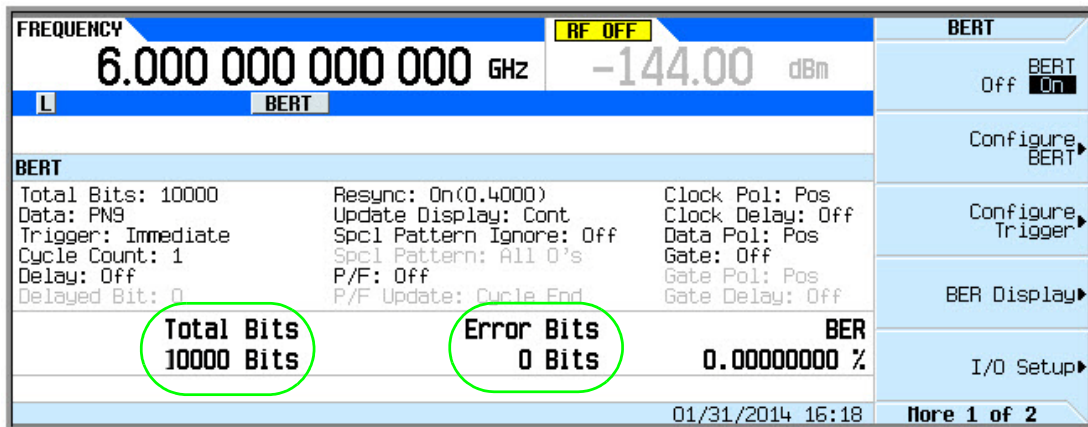 FREQUENCY
RF OFF
6.000 000 000 000 GHz
-144.00 dBm
L
BERT
BERT
Total Bits: 10000
Data: PN9
Trigger: Immediate
Cycle Count: 1
Delay: Off
Delayed Bit: 0
Resync: On(0.4000)
Update Display: Cont
Spcl Pattern Ignore: Off
Spcl Pattern: All 0's
P/F: Off
P/F Update: Cycle End
Clock Pol: Pos
Clock Delay: Off
Data Pol: Pos
Gate: Off
Gate Pol: Pos
Gate Delay: Off
Total Bits
10000 Bits
Error Bits
0 Bits
BER
0.00000000 %
01/31/2014 16:18
BERT
BERT
Off On
Configure
BERT
Configure
Trigger
BER Display
I/O Setup
More 1 of 2